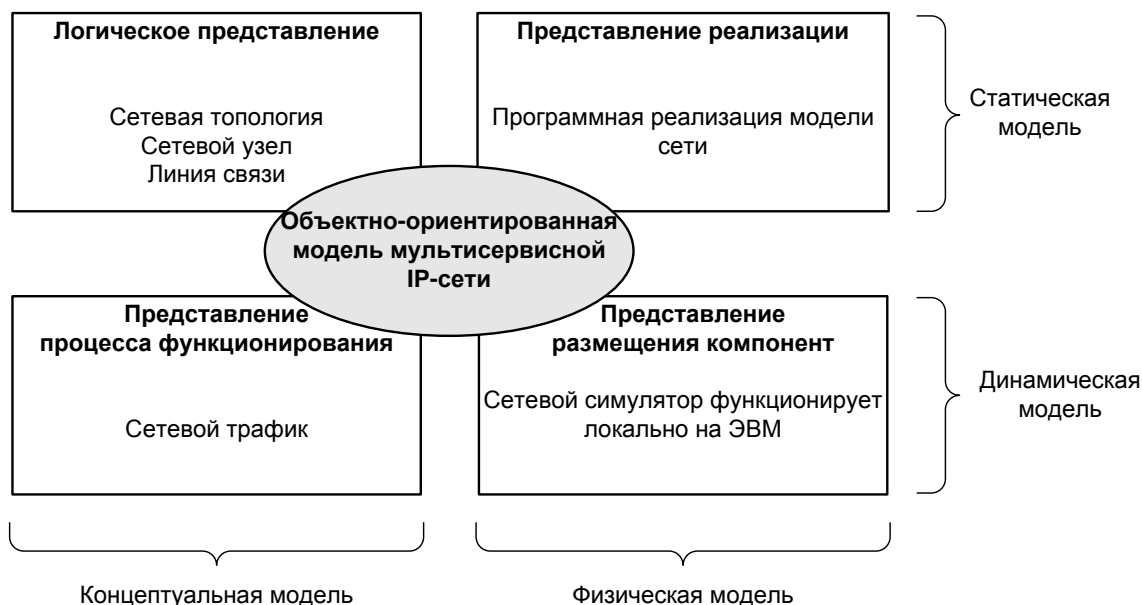 Логическое представление
Сетевая топология
Сетевой узел
Линия связи
Представление реализации
Программная реализация модели
сети
Статическая
модель
Объектно-ориентированная
модель мультисервисной
IP-сети
Представление
процесса функционирования
Сетевой трафик
Представление
размещения компонент
Сетевой симулятор функционирует
локально на ЭВМ
Динамическая
модель
Концептуальная модель
Физическая модель